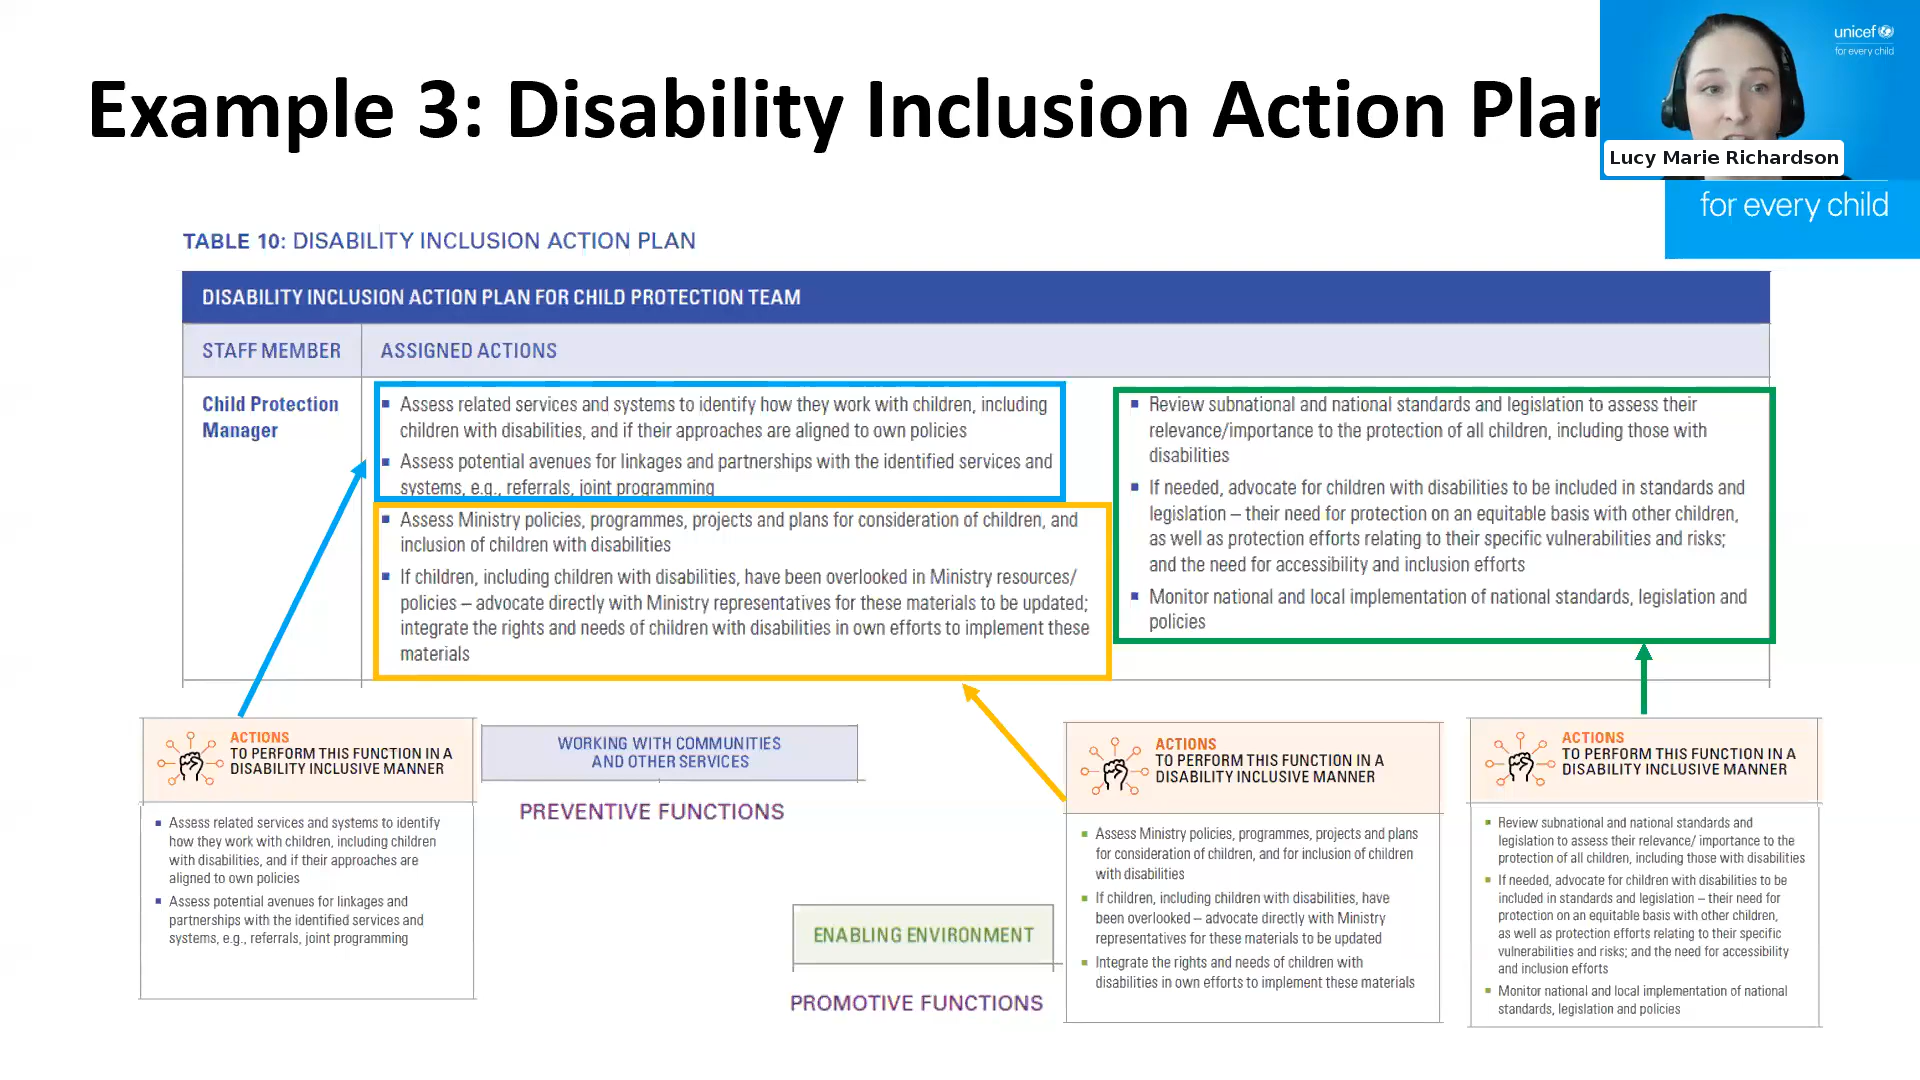 Example 3: Disability Inclusion Action Plan
unicef
for every child
Lucy Marie Richardson
for every child
TABLE 10: DISABILITY INCLUSION ACTION PLAN
DISABILITY INCLUSION ACTION PLAN FOR CHILD PROTECTION TEAM
STAFF MEMBER
ASSIGNED ACTIONS
Child Protection
Manager
Assess related services and systems to identify how they work with children, including
children with disabilities, and if their approaches are aligned to own policies
Assess potential avenues for linkages and partnerships with the identified services and
systems, e.g., referrals, joint programming
Assess Ministry policies, programmes, projects and plans for consideration of children, and
inclusion of children with disabilities
If children, including children with disabilities, have been overlooked in Ministry resources/
policies – advocate directly with Ministry representatives for these materials to be updated;
integrate the rights and needs of children with disabilities in own efforts to implement these
materials
Review subnational and national standards and legislation to assess their
relevance/importance to the protection of all children, including those with
disabilities
If needed, advocate for children with disabilities to be included in standards and
legislation – their need for protection on an equitable basis with other children,
as well as protection efforts relating to their specific vulnerabilities and risks;
and the need for accessibility and inclusion efforts
Monitor national and local implementation of national standards, legislation and
policies
ACTIONS
TO PERFORM THIS FUNCTION IN A
DISABILITY INCLUSIVE MANNER
Assess related services and systems to identify
how they work with children, including children
with disabilities, and if their approaches are
aligned to own policies
Assess potential avenues for linkages and
partnerships with the identified services and
systems, e.g., referrals, joint programming
WORKING WITH COMMUNITIES
AND OTHER SERVICES
PREVENTIVE FUNCTIONS
ENABLING ENVIRONMENT
PROMOTIVE FUNCTIONS
ACTIONS
TO PERFORM THIS FUNCTION IN A
DISABILITY INCLUSIVE MANNER
Assess Ministry policies, programmes, projects and plans
for consideration of children, and for inclusion of children
with disabilities
If children, including children with disabilities, have
been overlooked – advocate directly with Ministry
representatives for these materials to be updated
Integrate the rights and needs of children with
disabilities in own efforts to implement these materials
ACTIONS
TO PERFORM THIS FUNCTION IN A
DISABILITY INCLUSIVE MANNER
Review subnational and national standards and
legislation to assess their relevance/ importance to the
protection of all children, including those with disabilities
If needed, advocate for children with disabilities to be
included in standards and legislation – their need for
protection on an equitable basis with other children,
as well as protection efforts relating to their specific
vulnerabilities and risks; and the need for accessibility
and inclusion efforts
Monitor national and local implementation of national
standards, legislation and policies